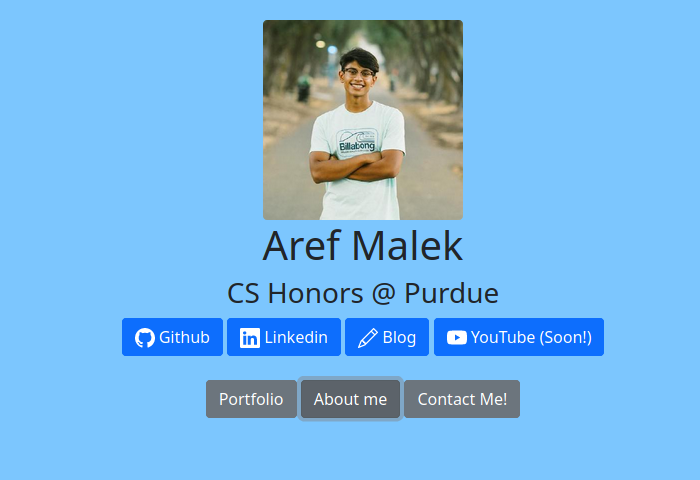 Billabong
Aref Malek
CS Honors @ Purdue
Github Linkedin Blog YouTube (Soon!)
Portfolio About me Contact Me!